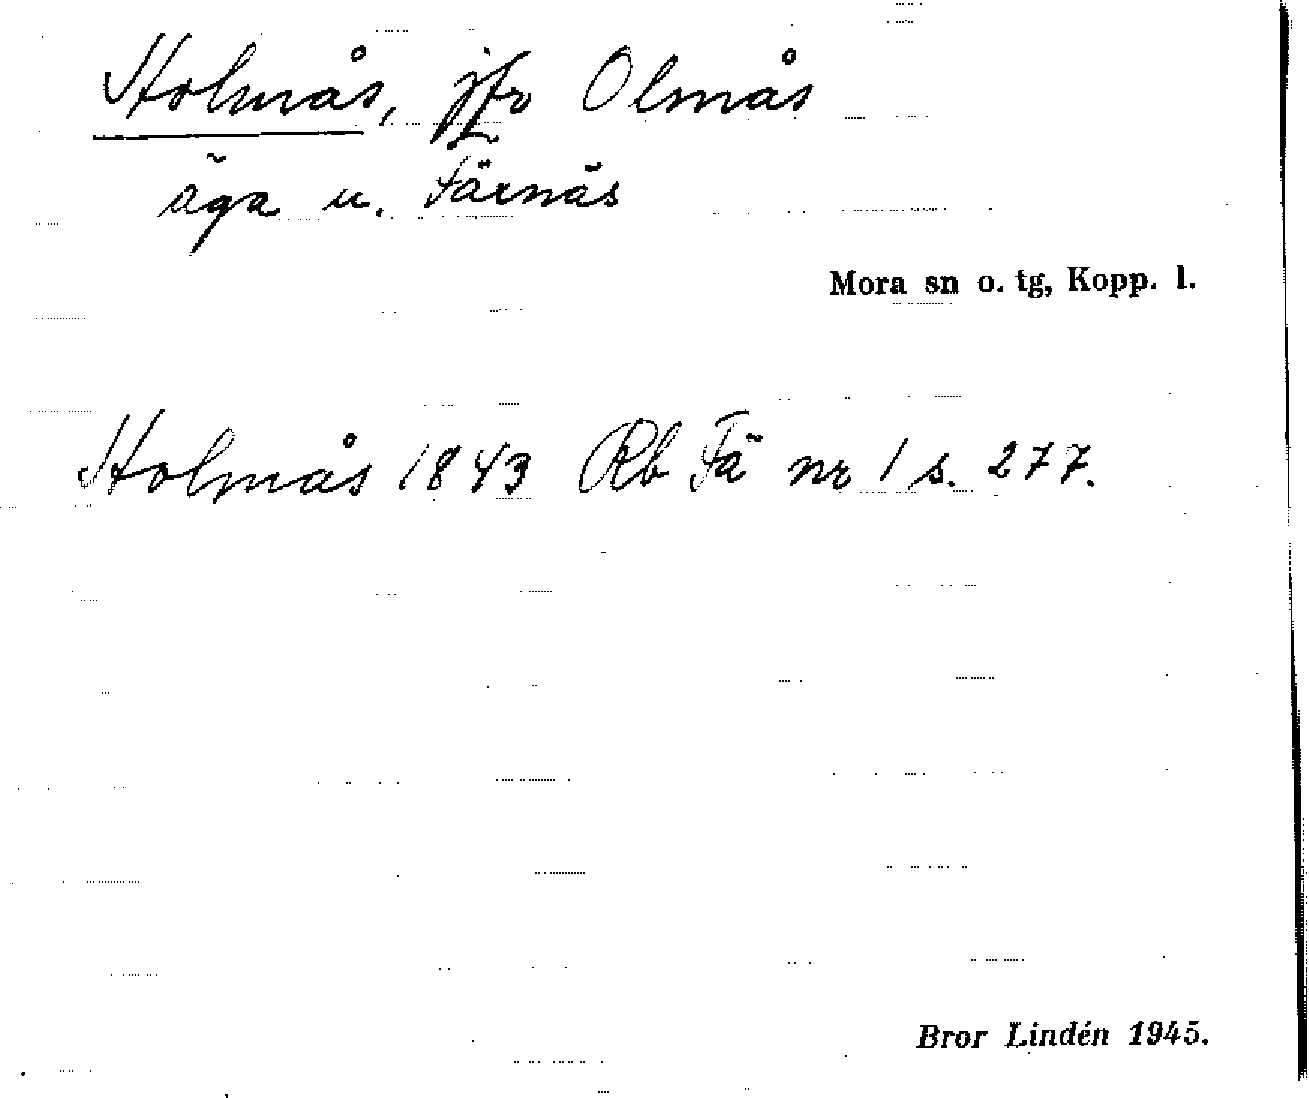 Holmås, jfr Olmås
äga u. Färnäs
Mora sn o. tg, Kopp. l.
Holmås 1843 Rb Fä nr 1 s. 277.
Bror Lindén 1945.